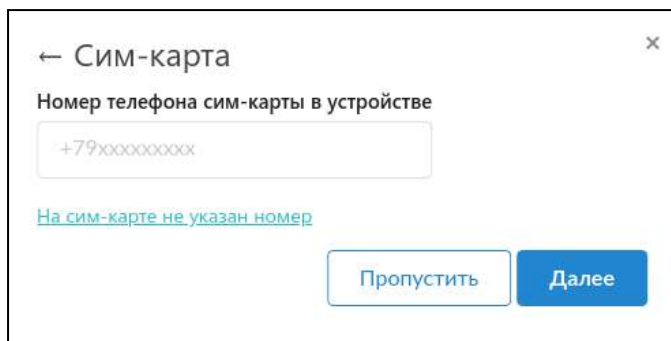 ← Сим-карта
×
Номер телефона сим-карты в устройстве
+79xxxxxxxxx
На сим-карте не указан номер
Пропустить
Далее